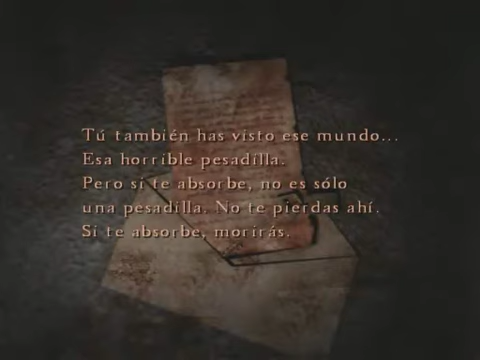 Tú también has visto ese mundo...
Esa horrible pesadilla.
Pero si te absorbe, no es sólo
una pesadilla. No te pierdas ahí.
Si te absorbe, morirás.